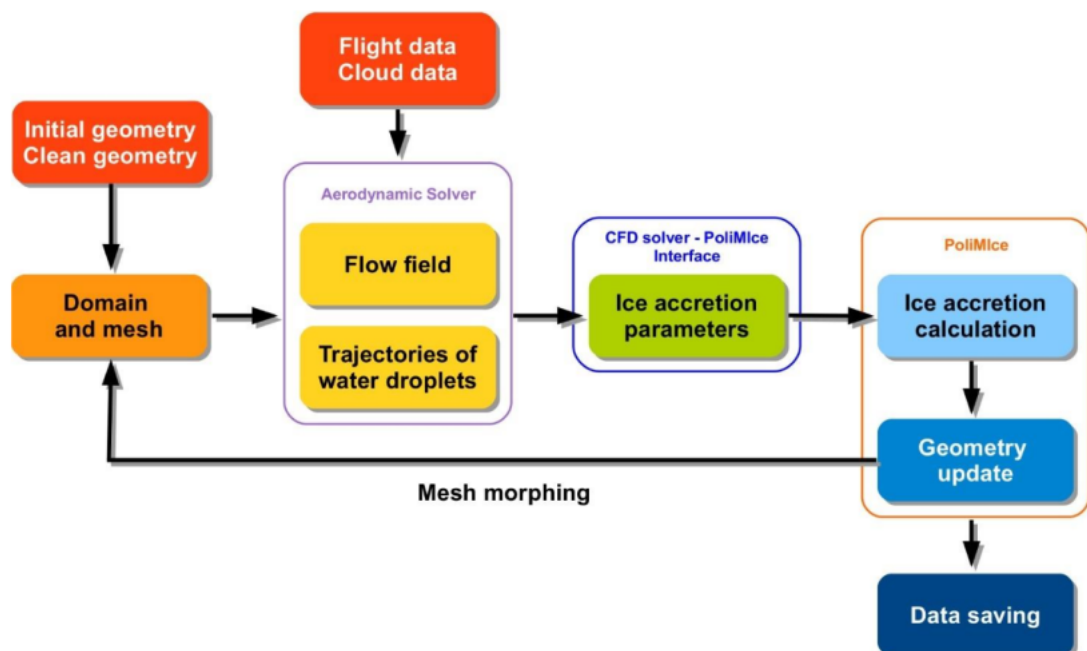 Flight data
Cloud data
Initial geometry
Clean geometry
Aerodynamic Solver
Flow field
Trajectories of
water droplets
Domain
and mesh
CFD solver - PoliMIce
Interface
Ice accretion
parameters
PoliMIce
Ice accretion
calculation
Geometry
update
Mesh morphing
Data saving